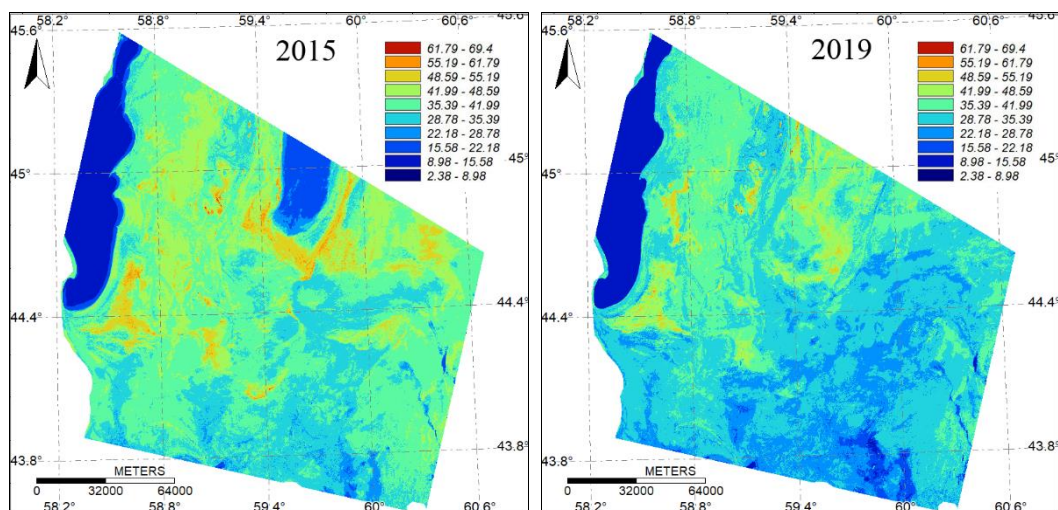 58.2° 58.8° 59.4° 60° 60.6°
45.6° 45.6°
2015
61.79 - 69.4
55.19 - 61.79
48.59 - 55.19
41.99 - 48.59
35.39 - 41.99
28.78 - 35.39
22.18 - 28.78
15.58 - 22.18
8.98 - 15.58
2.38 - 8.98
45° 45°
44.4° 44.4°
43.8° 43.8°
METERS
0 32000 64000
58.2° 58.8° 59.4° 60° 60.6°
58.2° 58.8° 59.4° 60° 60.6°
45.6° 45.6°
2019
61.79 - 69.4
55.19 - 61.79
48.59 - 55.19
41.99 - 48.59
35.39 - 41.99
28.78 - 35.39
22.18 - 28.78
15.58 - 22.18
8.98 - 15.58
2.38 - 8.98
45° 45°
44.4° 44.4°
43.8° 43.8°
METERS
0 32000 64000
58.2° 58.8° 59.4° 60° 60.6°